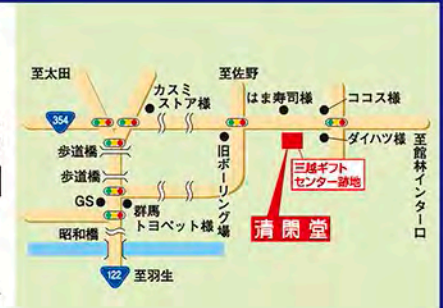 至太田
至佐野
カスミ
ストア様
はま寿司様
ココス様
354
歩道橋
旧ボーリング場
ダイハツ様
至館林インター口
三越ギフト
センター跡地
歩道橋
GS
群馬
トヨペット様
清閑堂
昭和橋
122
至羽生